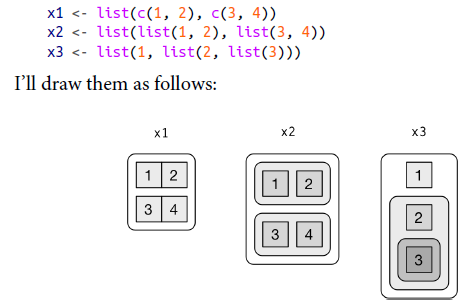 x1 <- list(c(1, 2), c(3, 4))
x2 <- list(list(1, 2), list(3, 4))
x3 <- list(1, list(2, list(3)))
I’ll draw them as follows:
x1 x2 x3
1 2 1 2 1
3 4 3 4 2
3